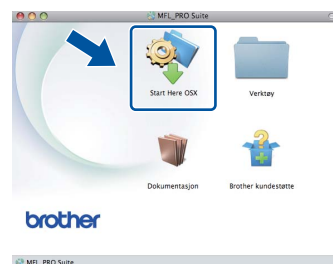 MFL_PRO Suite
Start Here OSX
Verktøy
Dokumentasjon
Brother kundestøtte
brother
MFL_PRO Suite